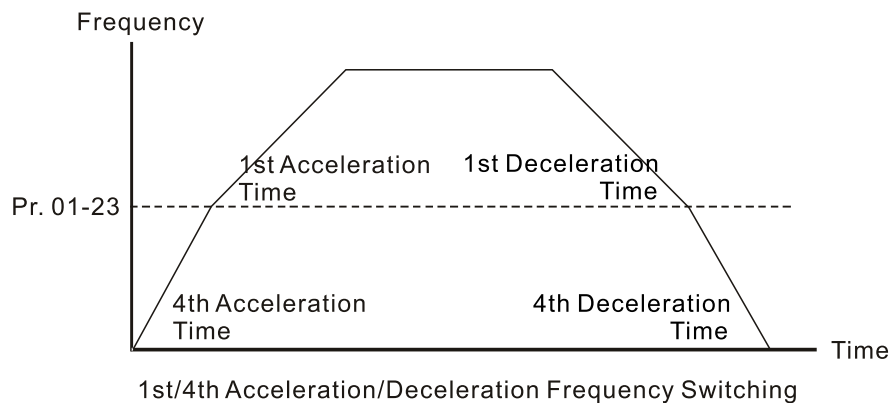 Frequency
1st Acceleration
Time
1st Deceleration
Time
Pr. 01-23
4th Acceleration
Time
4th Deceleration
Time
Time
1st/4th Acceleration/Deceleration Frequency Switching